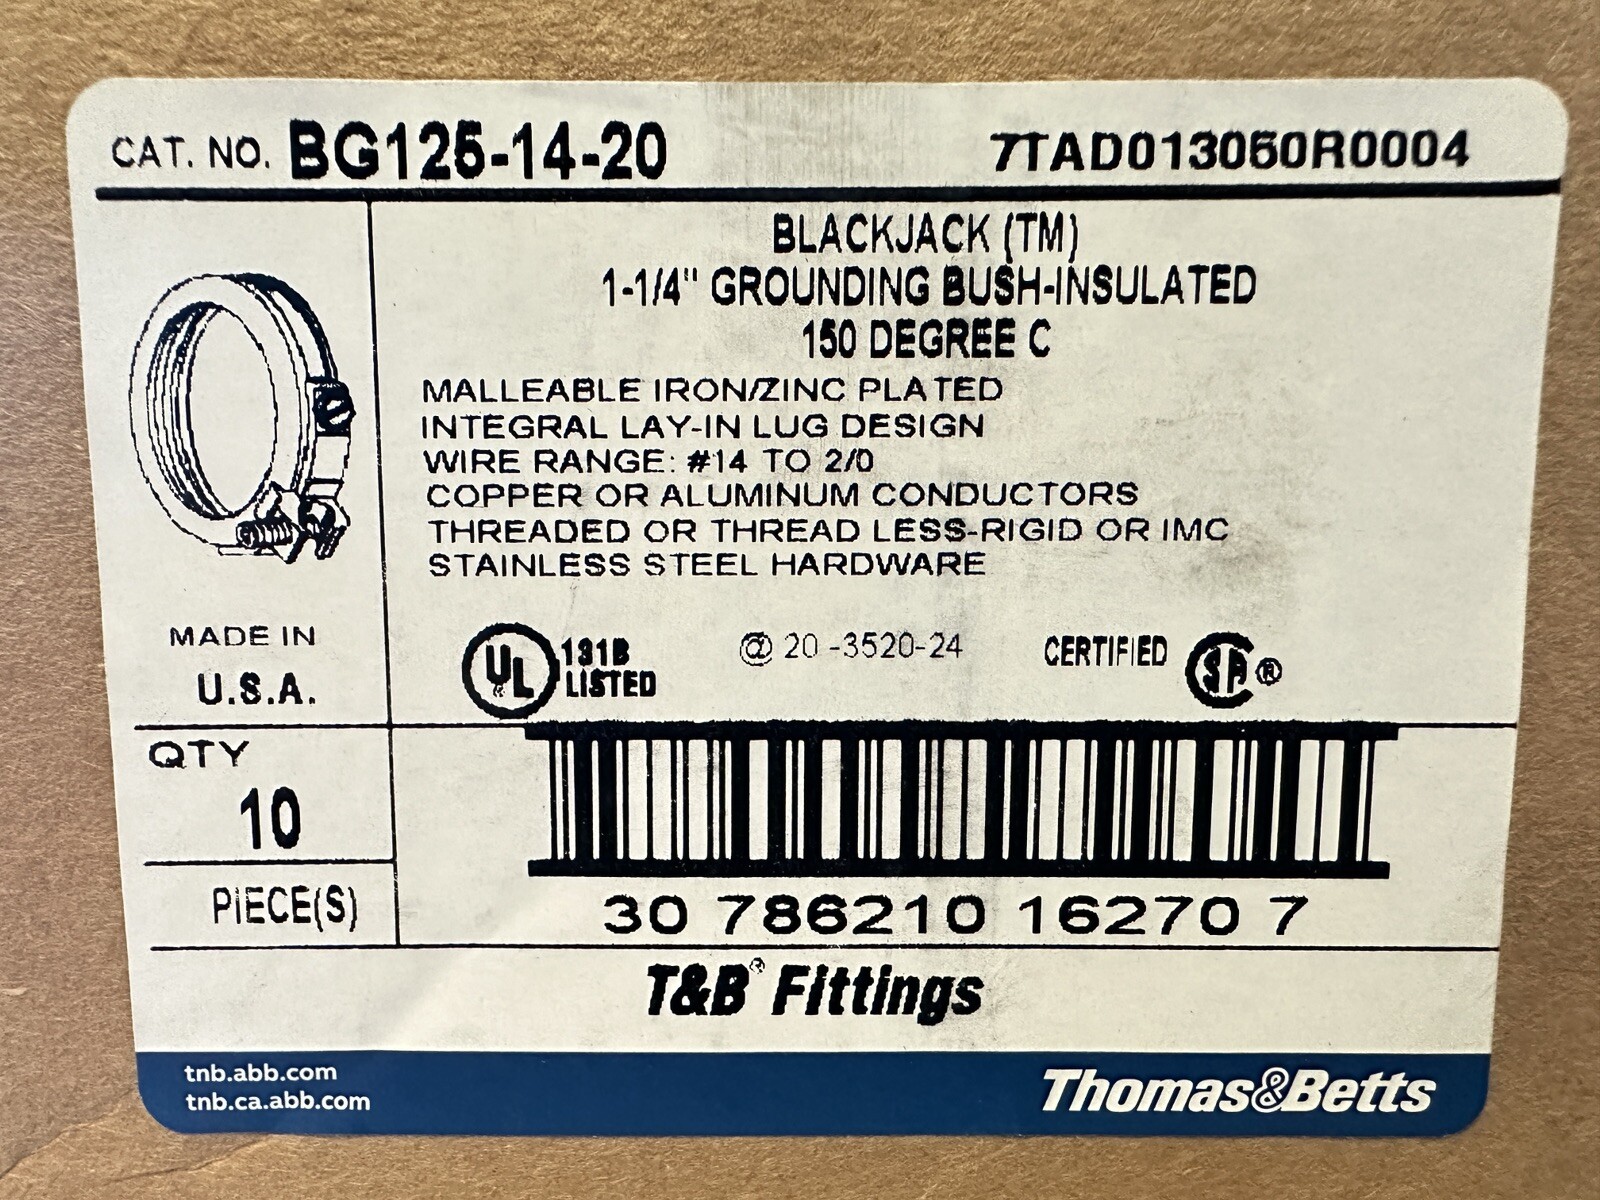 CAT. NO. BG125-14-20
7TAD013060R0004
BLACKJACK (TM)
1-1/4" GROUNDING BUSH-INSULATED
150 DEGREE C
MALLEABLE IRON/ZINC PLATED
INTEGRAL LAY-IN LUG DESIGN
WIRE RANGE: #14 TO 2/0
COPPER OR ALUMINUM CONDUCTORS
THREADED OR THREAD LESS-RIGID OR IMC
STAINLESS STEEL HARDWARE
MADE IN
U.S.A.
UL® 131B
LISTED
@ 20 -3520-24
CERTIFIED SA®
QTY
10
PIECE(S)
30 786210 16270 7
T&B® Fittings
tnb.abb.com
tnb.ca.abb.com
Thomas&Betts